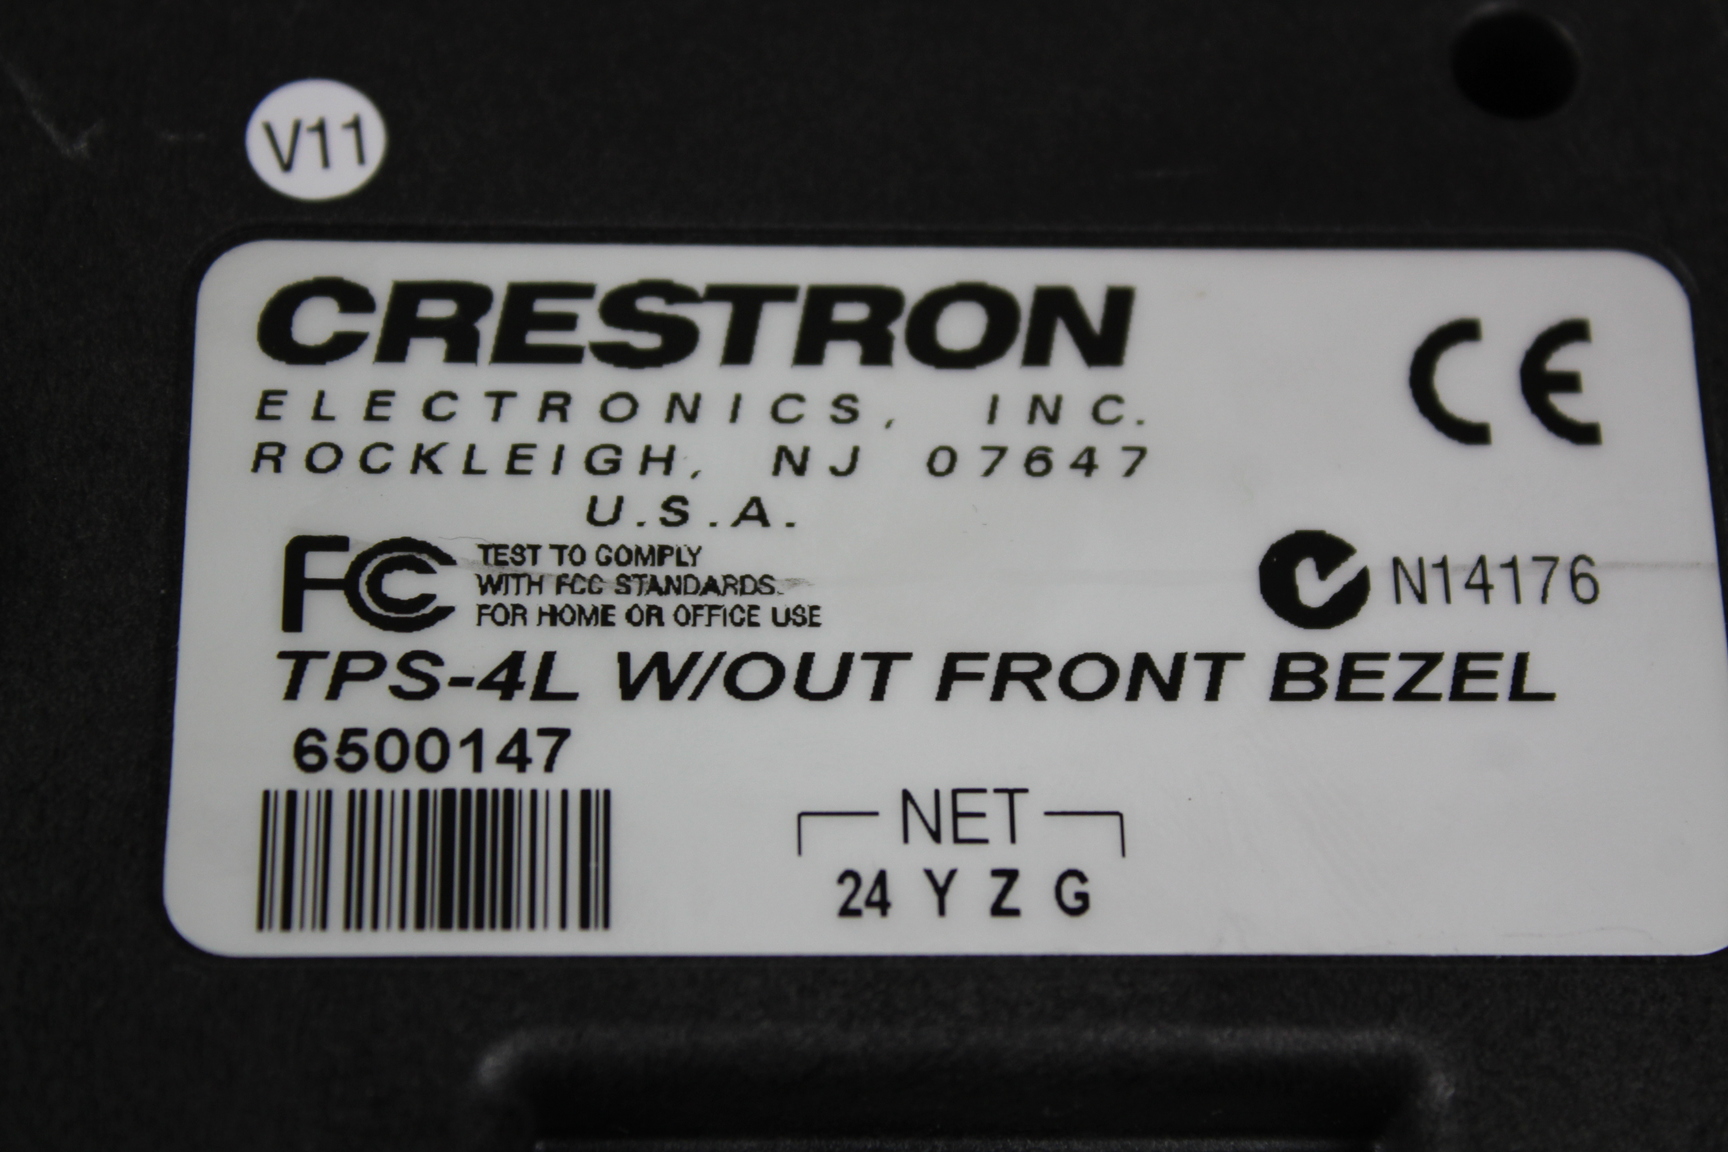 V11
CRESTRON
ELECTRONICS, INC.
ROCKLEIGH, NJ 07647
U.S.A.
FC CE
TEST TO COMPLY
WITH FCC STANDARDS.
FOR HOME OR OFFICE USE
N14176
TPS-4L W/OUT FRONT BEZEL
6500147
NET
24 Y Z G